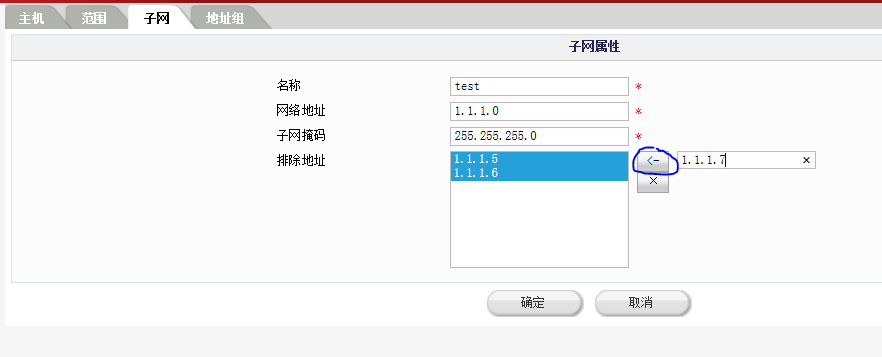 主机 范围 子网 地址组
子网属性
名称 test *
网络地址 1.1.1.0 *
子网掩码 255.255.255.0 *
排除地址 1.1.1.5 <- 1.1.1.7 ×
1.1.1.6 ×
确定 取消